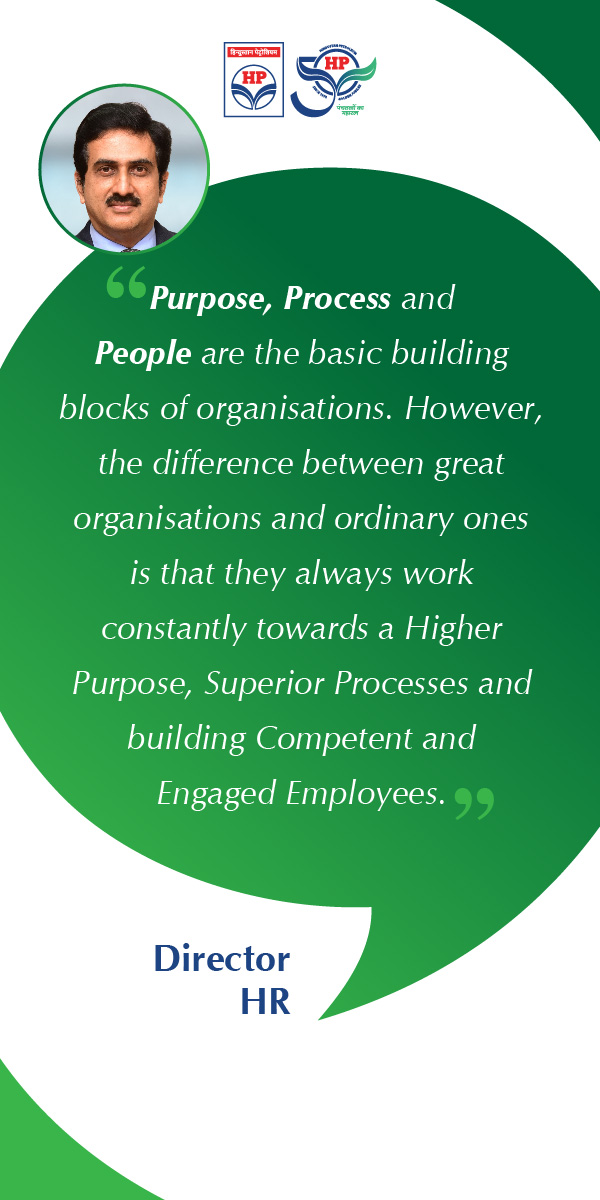 हिन्दुस्तान पेट्रोलियम
HP
HP
“Purpose, Process and
People are the basic building
blocks of organisations. However,
the difference between great
organisations and ordinary ones
is that they always work
constantly towards a Higher
Purpose, Superior Processes and
building Competent and
Engaged Employees.”
Director
HR